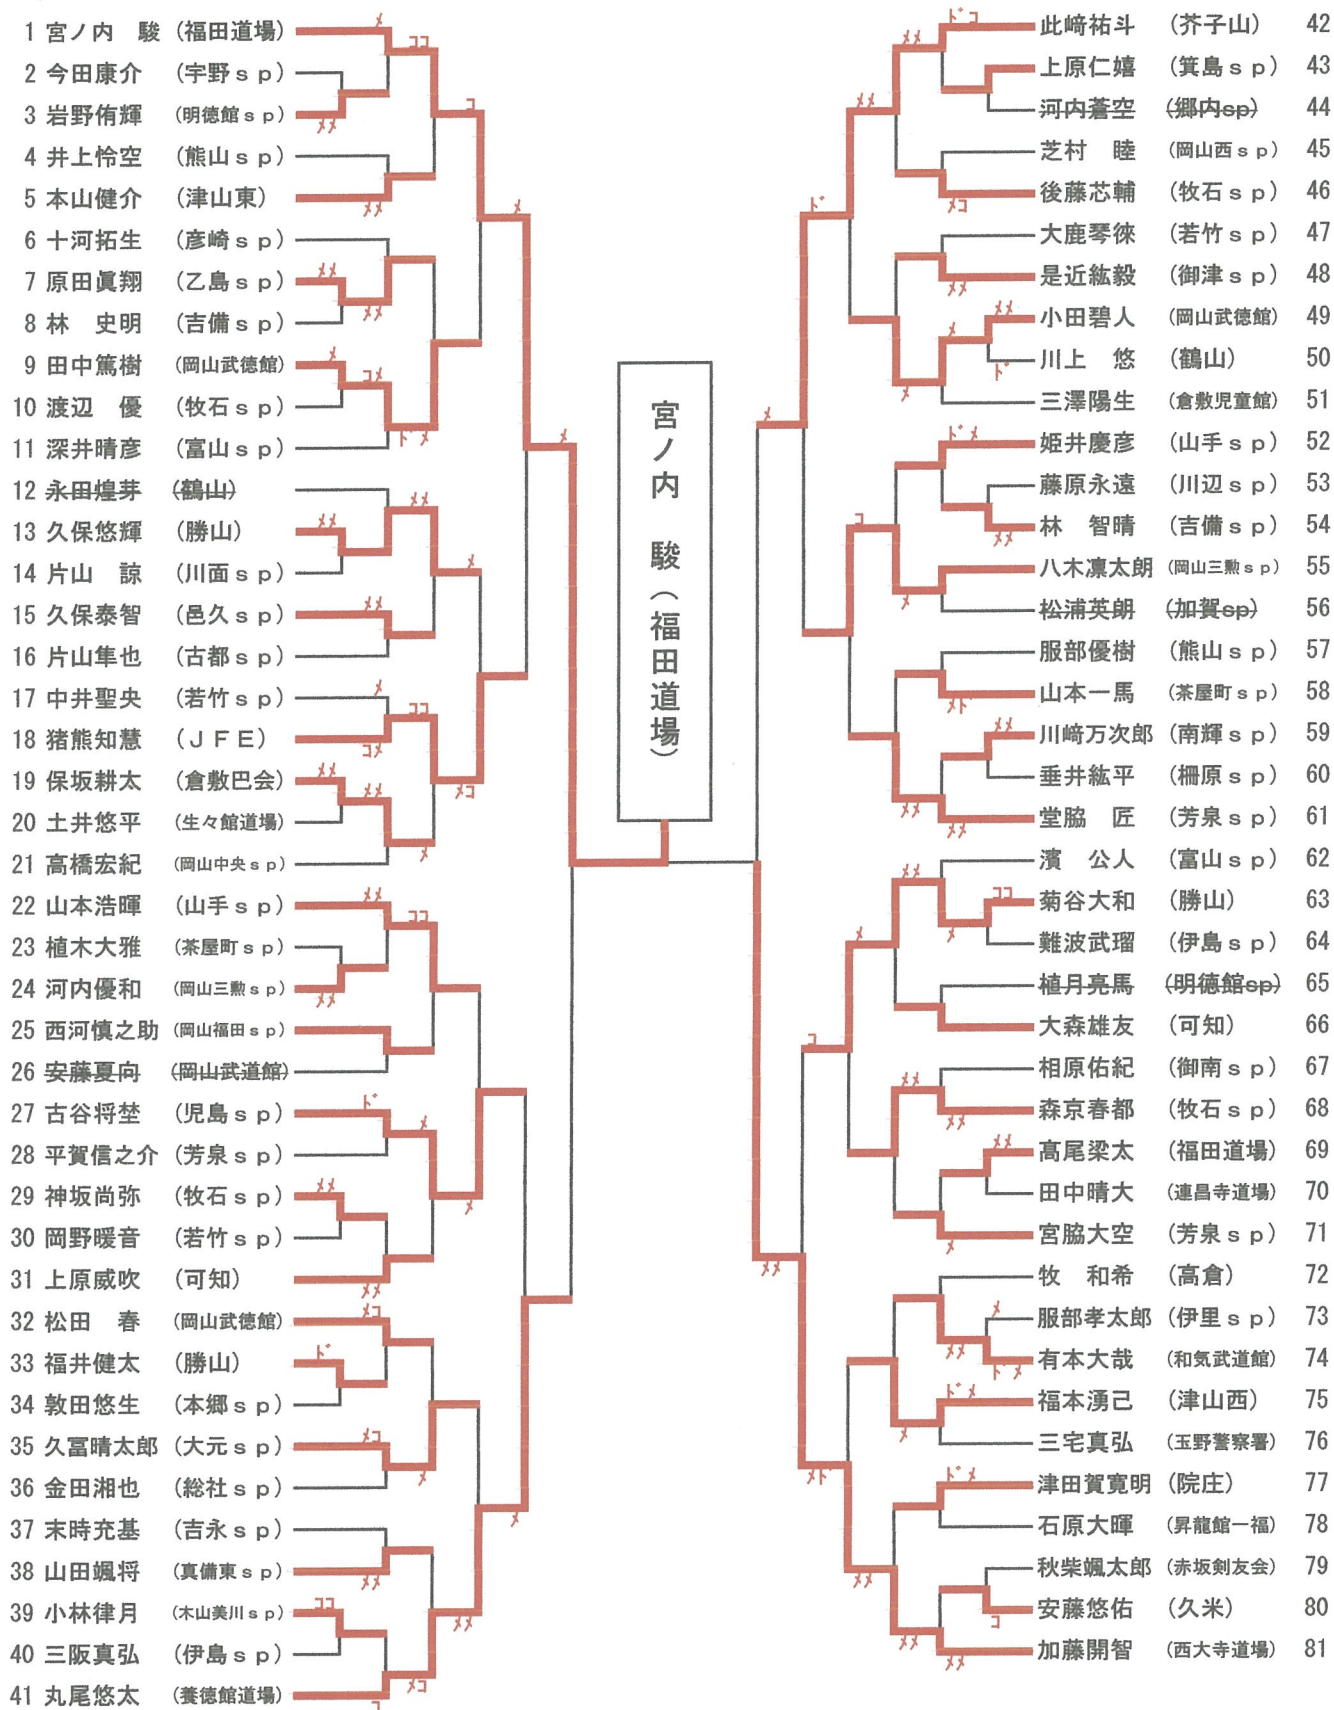 1 宮ノ内 駿 (福田道場)
2 今田康介 (宇野ｓｐ)
3 岩野侑輝 (明徳館ｓｐ)
4 井上怜空 (熊山ｓｐ)
5 本山健介 (津山東)
6 十河拓生 (彦崎ｓｐ)
7 原田眞翔 (乙島ｓｐ)
8 林 史明 (吉備ｓｐ)
9 田中篤樹 (岡山武徳館)
10 渡辺 優 (牧石ｓｐ)
11 深井晴彦 (富山ｓｐ)
12 永田煌芽 (鶴山)
13 久保悠輝 (勝山)
14 片山 諒 (川面ｓｐ)
15 久保泰智 (邑久ｓｐ)
16 片山隼也 (古都ｓｐ)
17 中井聖央 (若竹ｓｐ)
18 猪熊知慧 (ＪＦＥ)
19 保坂耕太 (倉敷巴会)
20 土井悠平 (生々館道場)
21 高橋宏紀 (岡山中央ｓｐ)
22 山本浩暉 (山手ｓｐ)
23 植木大雅 (茶屋町ｓｐ)
24 河内優和 (岡山三勲ｓｐ)
25 西河慎之助 (岡山福田ｓｐ)
26 安藤夏向 (岡山武道館)
27 古谷将埜 (児島ｓｐ)
28 平賀信之介 (芳泉ｓｐ)
29 神坂尚弥 (牧石ｓｐ)
30 岡野暖音 (若竹ｓｐ)
31 上原威吹 (可知)
32 松田 春 (岡山武徳館)
33 福井健太 (勝山)
34 敦田悠生 (本郷ｓｐ)
35 久冨晴太郎 (大元ｓｐ)
36 金田湘也 (総社ｓｐ)
37 末時充基 (吉永ｓｐ)
38 山田颯将 (真備東ｓｐ)
39 小林律月 (木山美川ｓｐ)
40 三阪真弘 (伊島ｓｐ)
41 丸尾悠太 (養徳館道場)
宮ノ内 駿（福田道場）
此﨑祐斗 (芥子山) 42
上原仁嬉 (箕島ｓｐ) 43
河内蒼空 (郷内sp) 44
芝村 睦 (岡山西ｓｐ) 45
後藤芯輔 (牧石ｓｐ) 46
大鹿琴徠 (若竹ｓｐ) 47
是近紘毅 (御津ｓｐ) 48
小田碧人 (岡山武徳館) 49
川上 悠 (鶴山) 50
三澤陽生 (倉敷児童館) 51
姫井慶彦 (山手ｓｐ) 52
藤原永遠 (川辺ｓｐ) 53
林 智晴 (吉備ｓｐ) 54
八木凛太朗 (岡山三勲ｓｐ) 55
松浦英朗 (加賀sp) 56
服部優樹 (熊山ｓｐ) 57
山本一馬 (茶屋町ｓｐ) 58
川﨑万次郎 (南輝ｓｐ) 59
垂井紘平 (柵原ｓｐ) 60
堂脇 匠 (芳泉ｓｐ) 61
濱 公人 (富山ｓｐ) 62
菊谷大和 (勝山) 63
難波武瑠 (伊島ｓｐ) 64
植月亮馬 (明徳館sp) 65
大森雄友 (可知) 66
相原佑紀 (御南ｓｐ) 67
森京春都 (牧石ｓｐ) 68
髙尾梁太 (福田道場) 69
田中晴大 (連昌寺道場) 70
宮脇大空 (芳泉ｓｐ) 71
牧 和希 (高倉) 72
服部孝太郎 (伊里ｓｐ) 73
有本大哉 (和気武道館) 74
福本湧己 (津山西) 75
三宅真弘 (玉野警察署) 76
津田賀寛明 (院庄) 77
石原大暉 (昇龍館一福) 78
秋柴颯太郎 (赤坂剣友会) 79
安藤悠佑 (久米) 80
加藤開智 (西大寺道場) 81